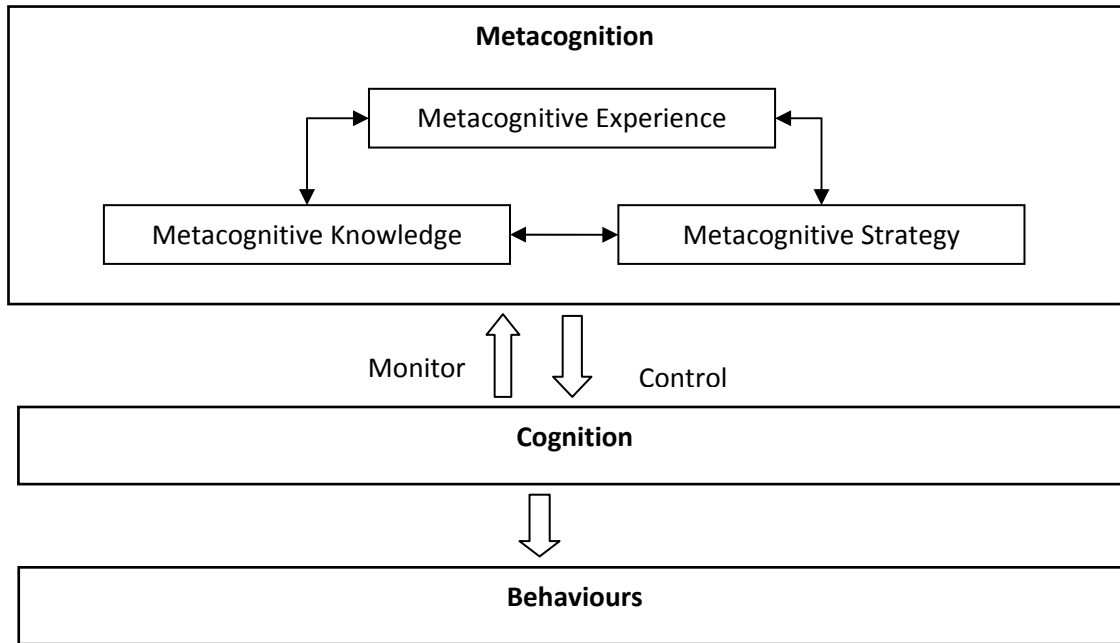 Metacognition
Metacognitive Experience
Metacognitive Knowledge
Metacognitive Strategy
Monitor
Control
Cognition
Behaviours